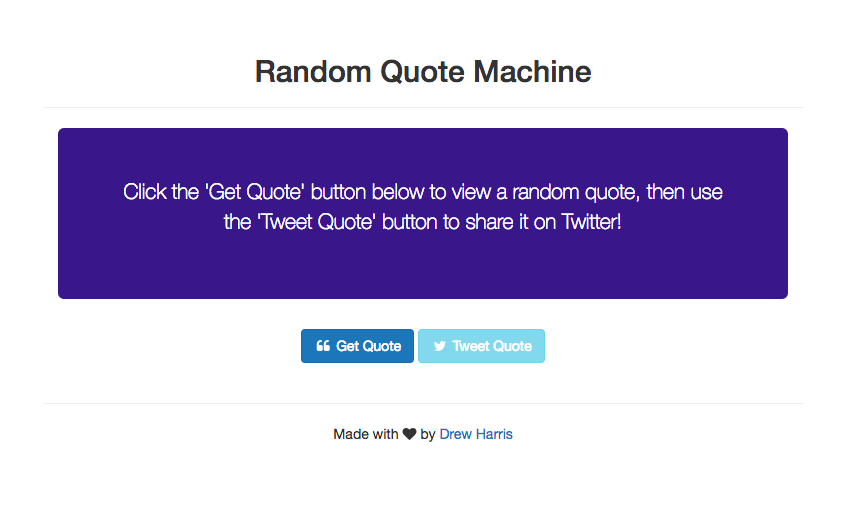 Random Quote Machine
Click the 'Get Quote' button below to view a random quote, then use
the 'Tweet Quote' button to share it on Twitter!
Get Quote Tweet Quote
Made with ♥ by Drew Harris